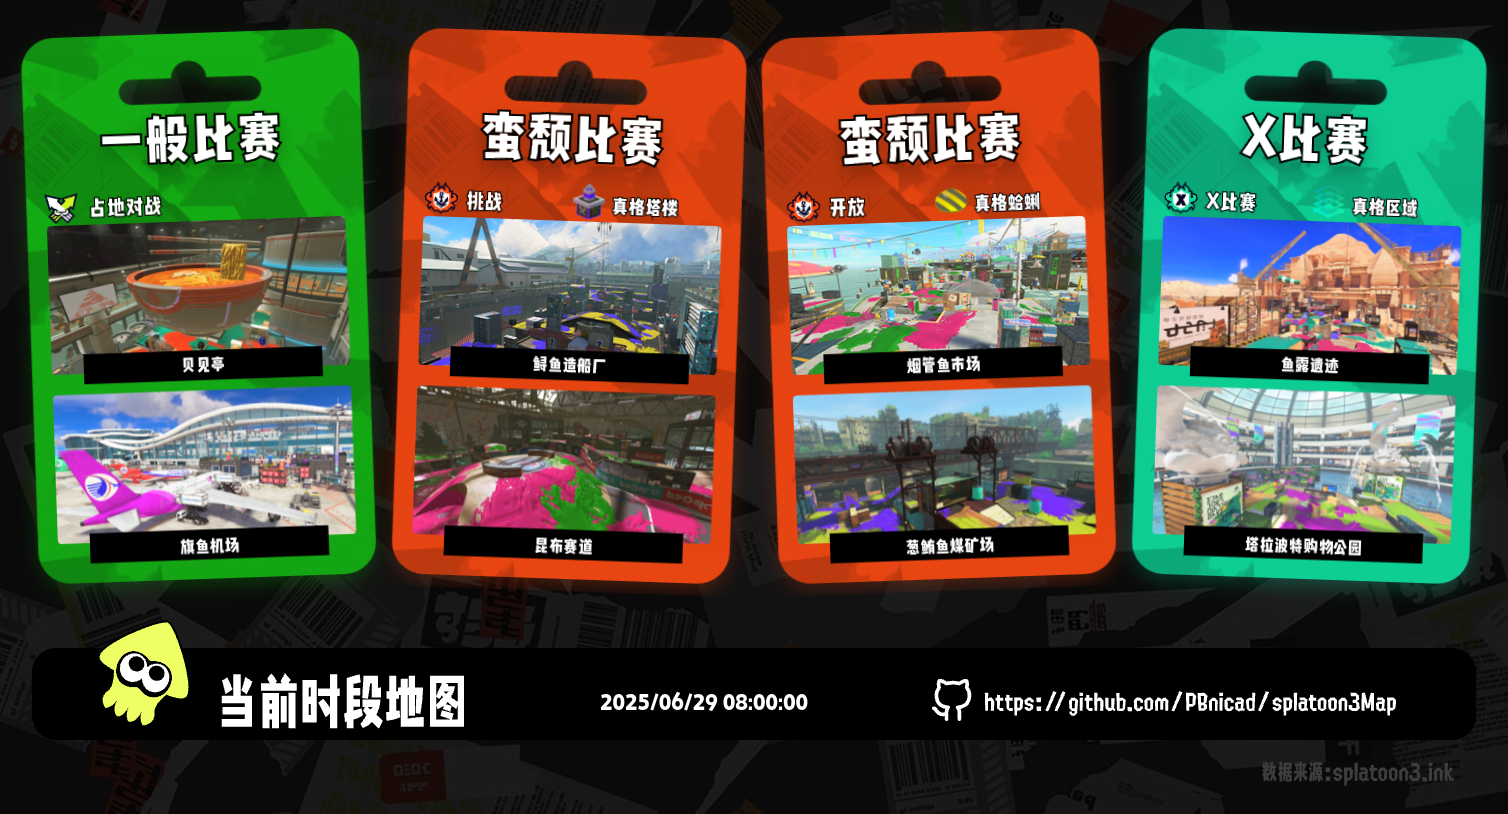 一般比赛
占地对战
贝贝亭
旗鱼机场
蛮颓比赛
挑战
真格塔楼
鲟鱼造船厂
昆布赛道
蛮颓比赛
开放
真格蛤蜊
烟管鱼市场
葱鲔鱼煤矿场
X比赛
X比赛
真格区域
鱼露遗迹
塔拉波特购物公园
当前时段地图
2025/06/29 08:00:00
https://github.com/PBnicad/splatoon3Map
数据来源:splatoon3.ink